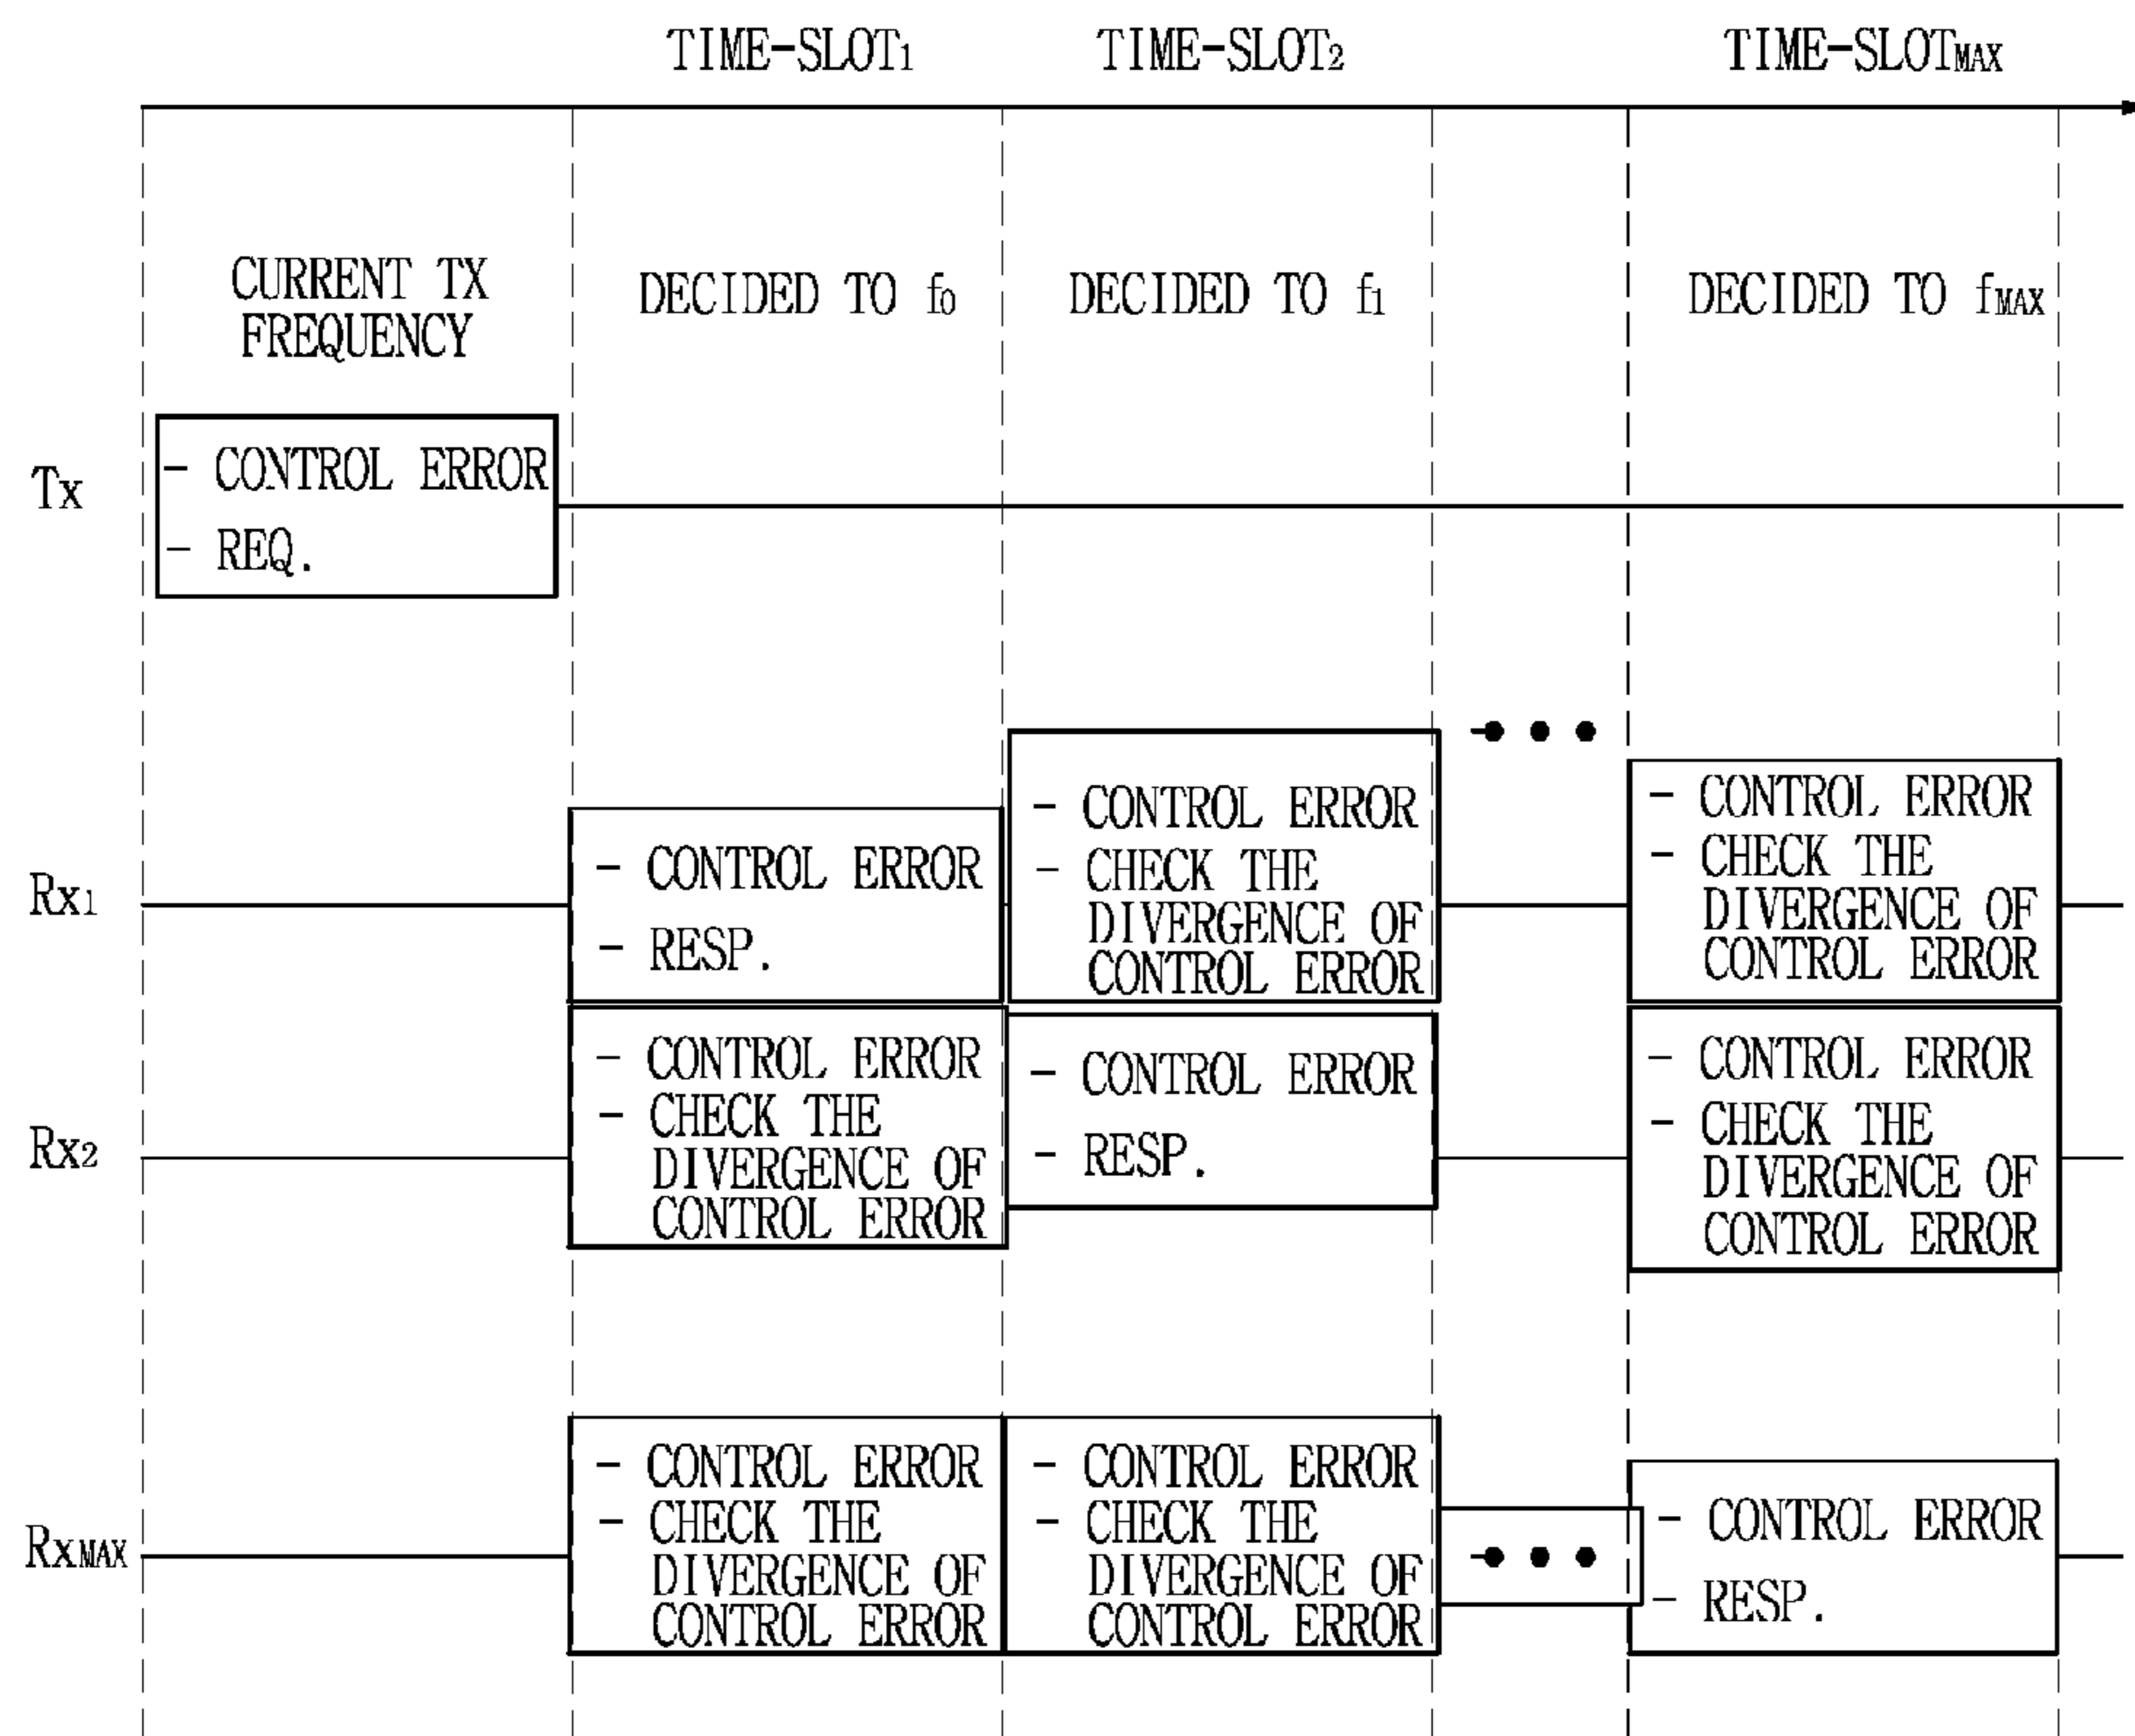 TIME-SLOT1 TIME-SLOT2 TIME-SLOTMAX
CURRENT TX
FREQUENCY
DECIDED TO f0
DECIDED TO f1
DECIDED TO fMAX
Tx
- CONTROL ERROR
- REQ.
Rx1
- CONTROL ERROR
- RESP.
- CONTROL ERROR
- CHECK THE
DIVERGENCE OF
CONTROL ERROR
- CONTROL ERROR
- CHECK THE
DIVERGENCE OF
CONTROL ERROR
Rx2
- CONTROL ERROR
- CHECK THE
DIVERGENCE OF
CONTROL ERROR
- CONTROL ERROR
- RESP.
- CONTROL ERROR
- CHECK THE
DIVERGENCE OF
CONTROL ERROR
RxMAX
- CONTROL ERROR
- CHECK THE
DIVERGENCE OF
CONTROL ERROR
- CONTROL ERROR
- CHECK THE
DIVERGENCE OF
CONTROL ERROR
- CONTROL ERROR
- RESP.